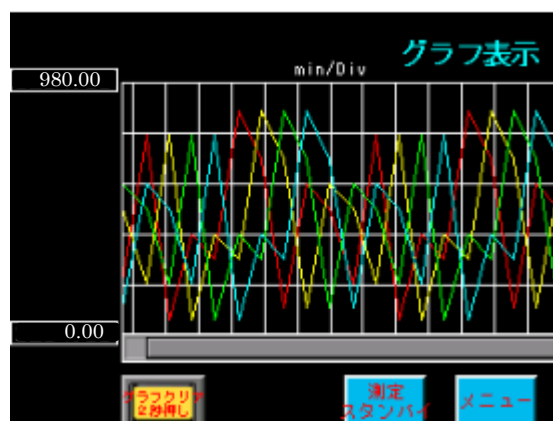 グラフ表示
min/Div
980.00
0.00
グラフクリア
2秒押し
測定
スタンバイ
メニュー